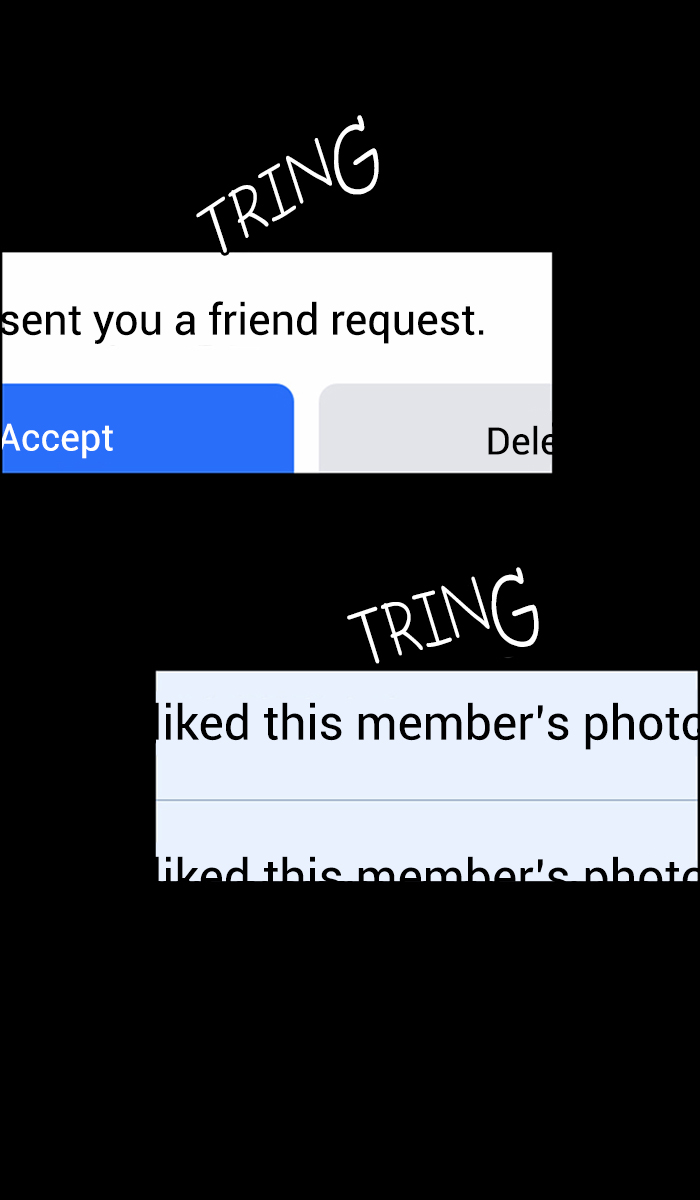 TRING
sent you a friend request.
Accept
Dele
TRING
liked this member's photo
liked this member's photo